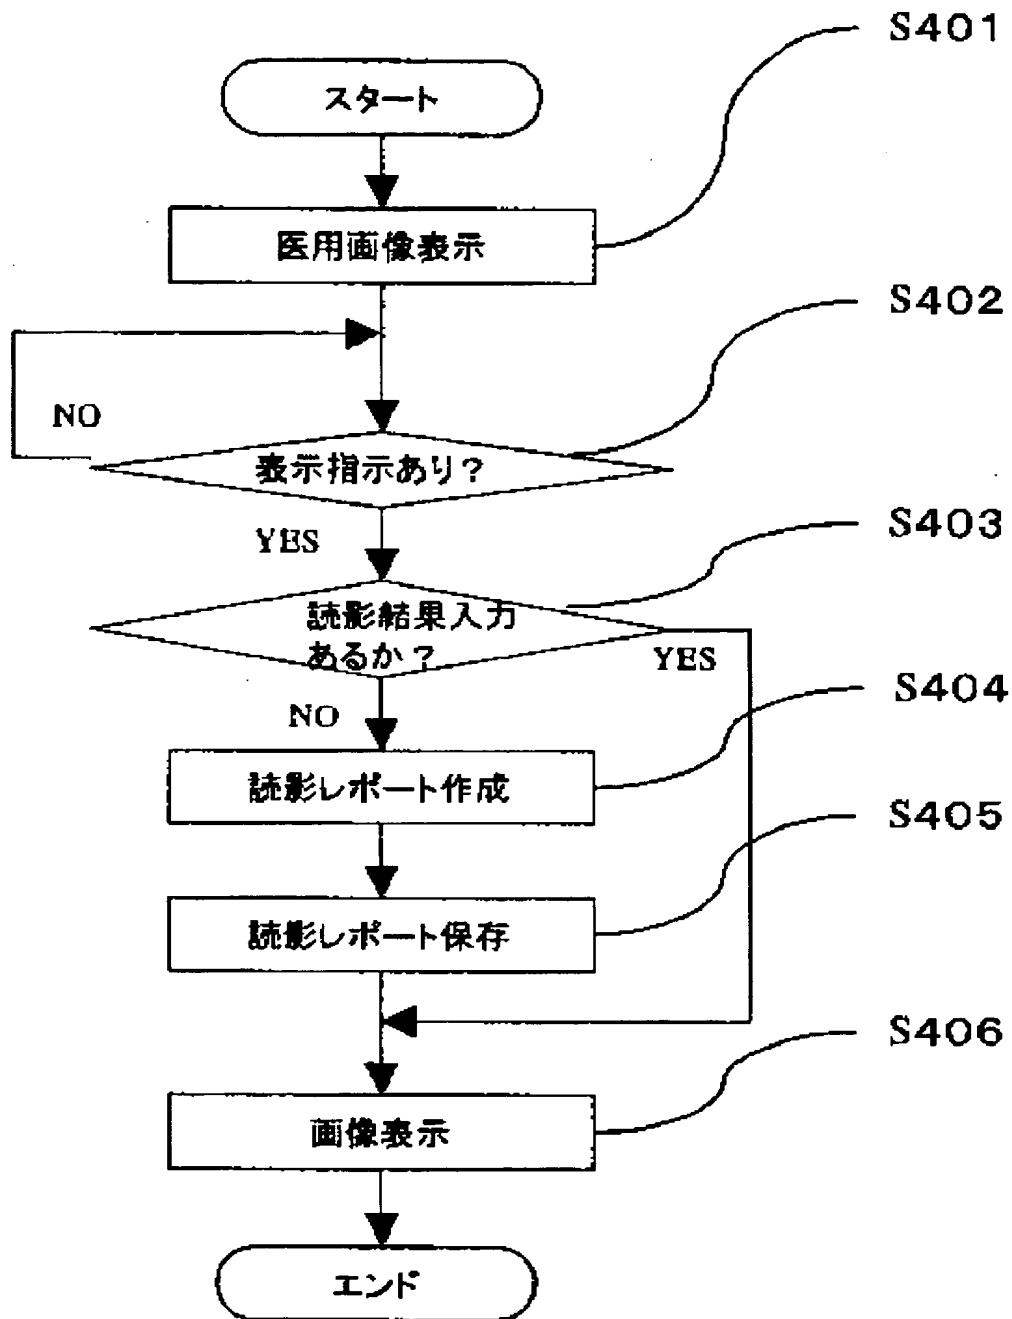 S401
スタート
医用画像表示
S402
NO
表示指示あり?
S403
YES
読影結果入力
あるか?
YES
S404
NO
読影レポート作成
S405
読影レポート保存
S406
画像表示
エンド